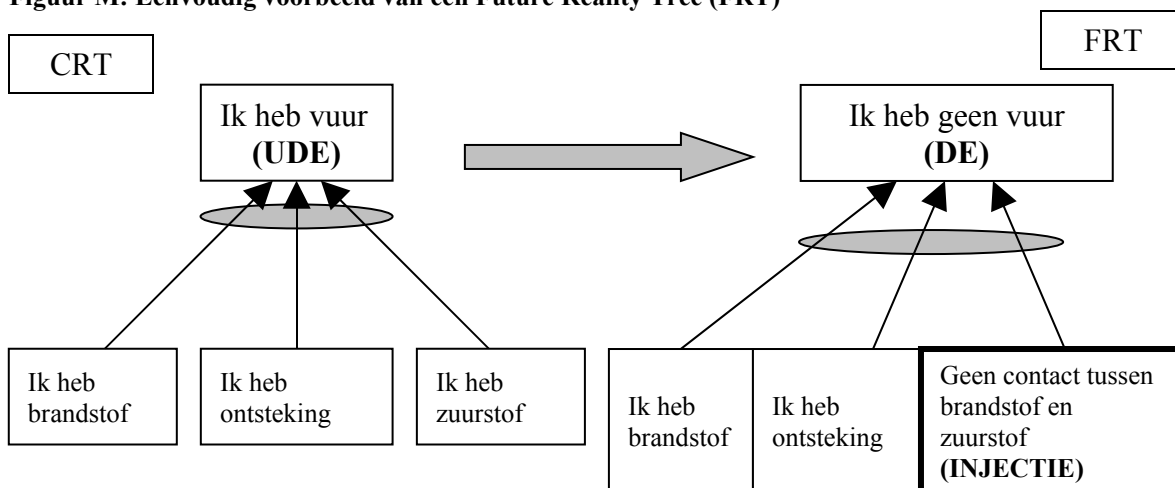 Figuur M: Eenvoudig voorbeeld van een Future Reality Tree (FRT)
CRT
FRT
Ik heb vuur
(UDE)
Ik heb geen vuur
(DE)
Ik heb
brandstof
Ik heb
ontsteking
Ik heb
zuurstof
Ik heb
brandstof
Ik heb
ontsteking
Geen contact tussen
brandstof en
zuurstof
(INJECTIE)